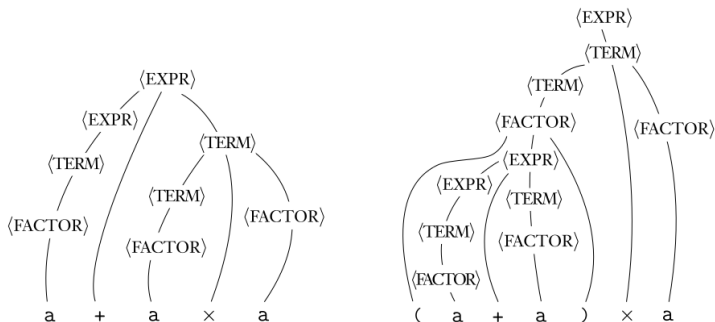 ⟨EXPR⟩
⟨EXPR⟩
⟨TERM⟩
⟨TERM⟩
⟨TERM⟩
⟨FACTOR⟩
⟨FACTOR⟩
⟨FACTOR⟩
a + a × a
⟨EXPR⟩
⟨TERM⟩
⟨TERM⟩
⟨FACTOR⟩ ⟨FACTOR⟩
⟨EXPR⟩
⟨EXPR⟩
⟨TERM⟩
⟨TERM⟩
⟨FACTOR⟩
⟨FACTOR⟩
( a + a ) × a